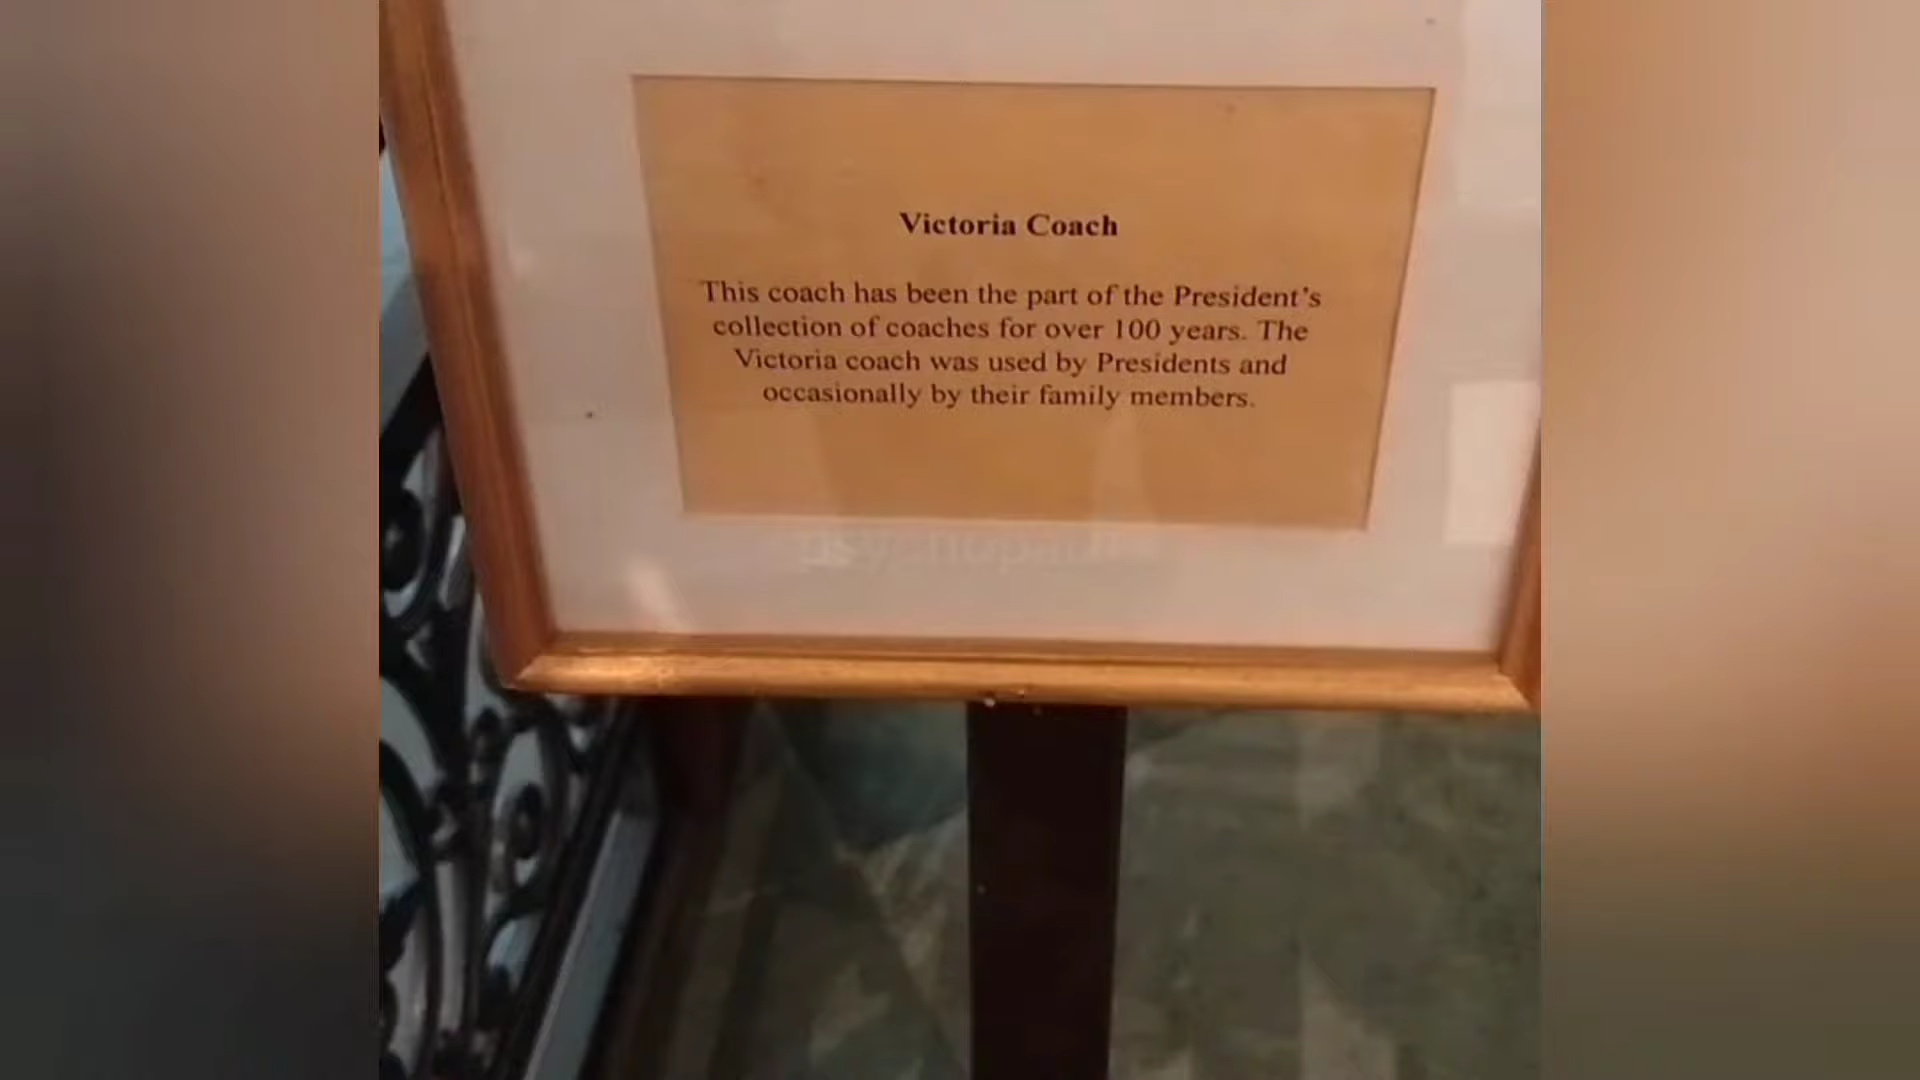 Victoria Coach
This coach has been the part of the President's
collection of coaches for over 100 years. The
Victoria coach was used by Presidents and
occasionally by their family members.